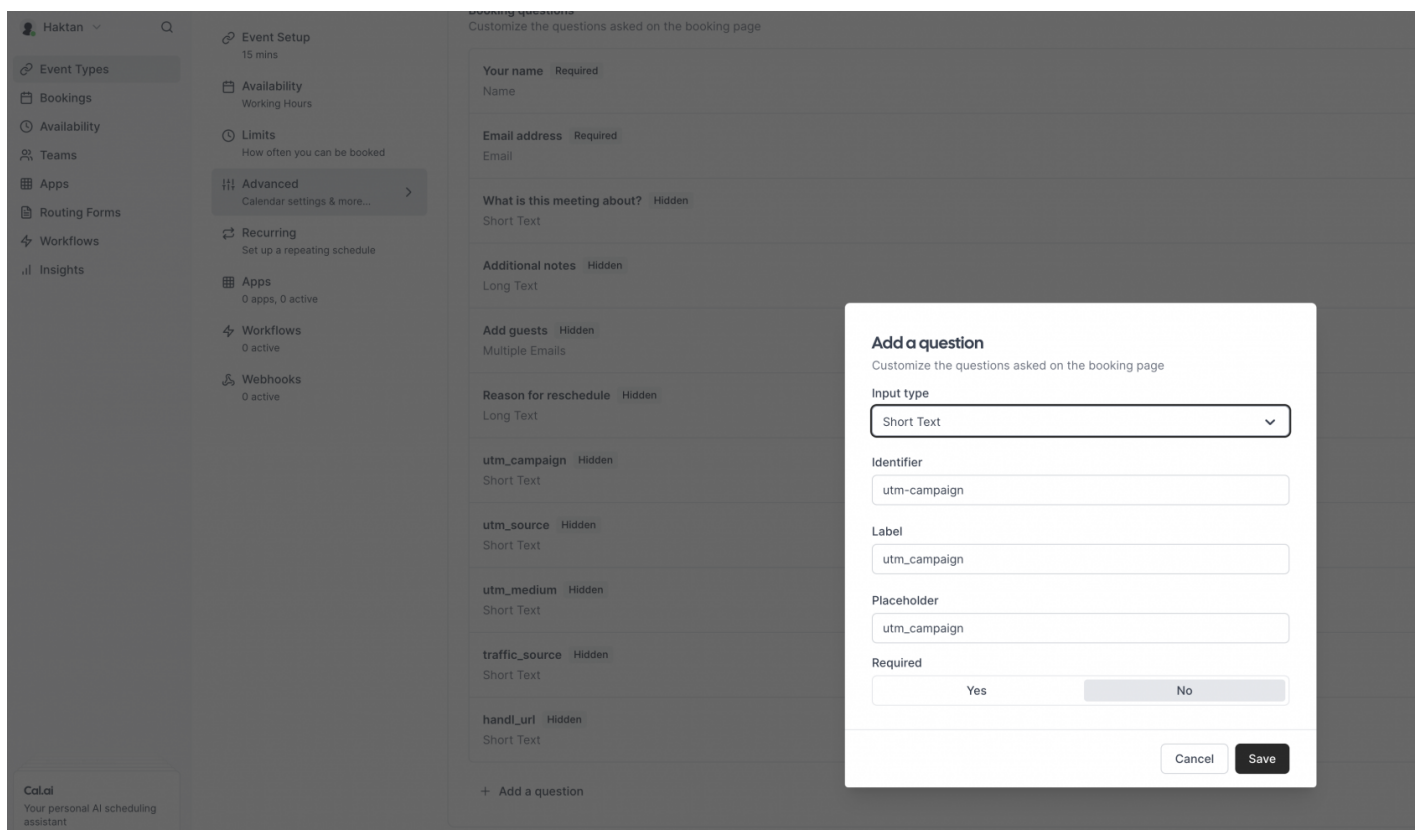 Haktan
Event Types
Bookings
Availability
Teams
Apps
Routing Forms
Workflows
Insights
Cal.ai
Your personal AI scheduling
assistant
Event Setup
15 mins
Availability
Working Hours
Limits
How often you can be booked
Advanced
Calendar settings & more...
Recurring
Set up a repeating schedule
Apps
0 apps, 0 active
Workflows
0 active
Webhooks
0 active
Booking questions
Customize the questions asked on the booking page
Your name Required
Name
Email address Required
Email
What is this meeting about? Hidden
Short Text
Additional notes Hidden
Long Text
Add guests Hidden
Multiple Emails
Reason for reschedule Hidden
Long Text
utm_campaign Hidden
Short Text
utm_source Hidden
Short Text
utm_medium Hidden
Short Text
traffic_source Hidden
Short Text
handl_url Hidden
Short Text
+ Add a question
Add a question
Customize the questions asked on the booking page
Input type
Short Text
Identifier
utm-campaign
Label
utm_campaign
Placeholder
utm_campaign
Required
Yes No
Cancel Save